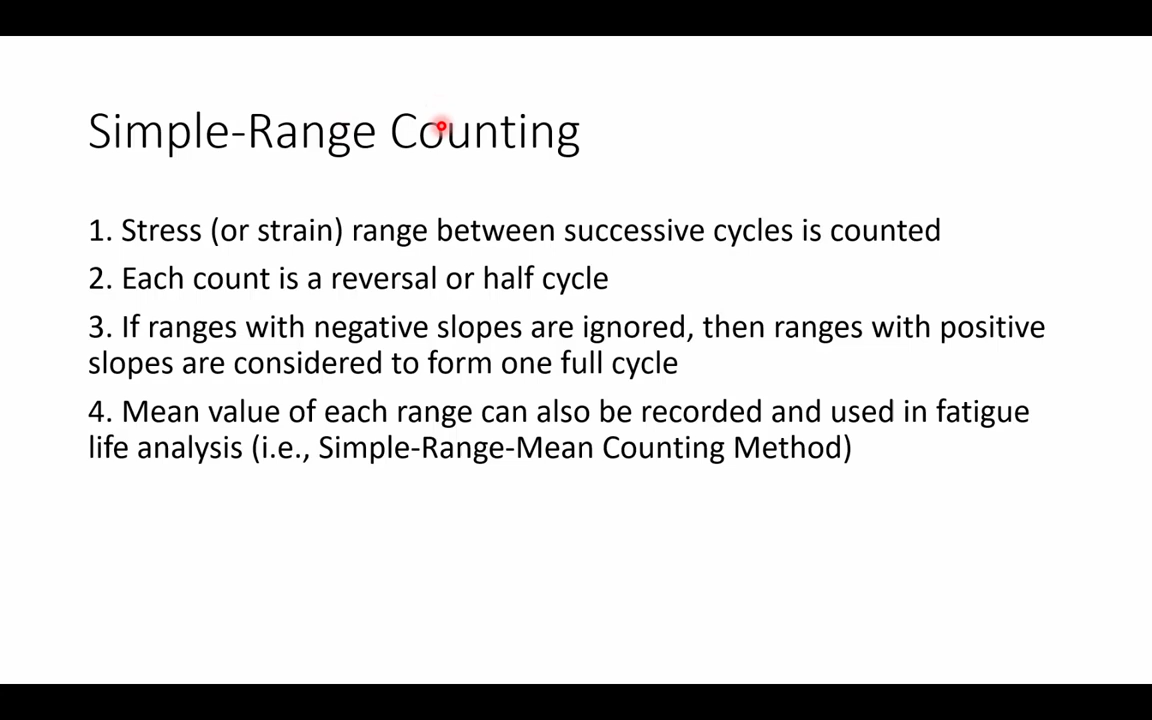 Simple-Range Counting
1. Stress (or strain) range between successive cycles is counted
2. Each count is a reversal or half cycle
3. If ranges with negative slopes are ignored, then ranges with positive
slopes are considered to form one full cycle
4. Mean value of each range can also be recorded and used in fatigue
life analysis (i.e., Simple-Range-Mean Counting Method)